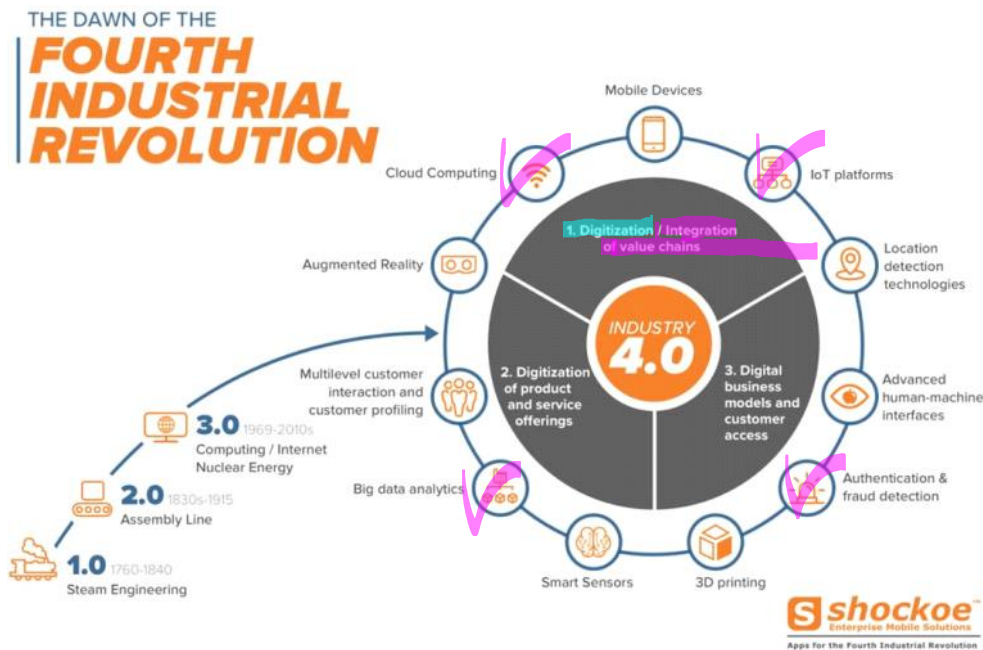 THE DAWN OF THE
FOURTH
INDUSTRIAL
REVOLUTION
Mobile Devices
Cloud Computing
IoT platforms
1. Digitization / Integration
of value chains
Augmented Reality
Location
detection
technologies
INDUSTRY
4.0
Multilevel customer
interaction and
customer profiling
2. Digitization
of product
and service
offerings
3. Digital
business
models and
customer
access
Advanced
human-machine
interfaces
3.0 1969-2010s
Computing / Internet
Nuclear Energy
Big data analytics
Authentication &
fraud detection
2.0 1830s-1915
Assembly Line
1.0 1760-1840
Steam Engineering
Smart Sensors
3D printing
S shockoe™
Enterprise Mobile Solutions
Apps for the Fourth Industrial Revolution